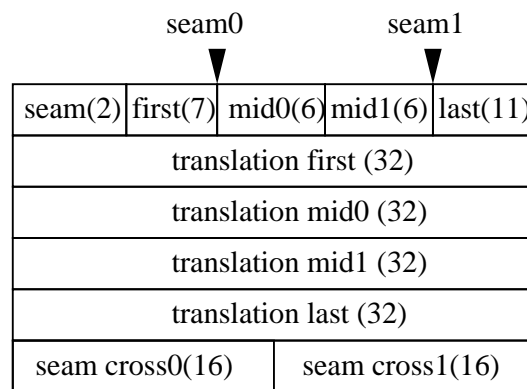 seam0 seam1
seam(2) first(7) mid0(6) mid1(6) last(11)
translation first (32)
translation mid0 (32)
translation mid1 (32)
translation last (32)
seam cross0(16) seam cross1(16)